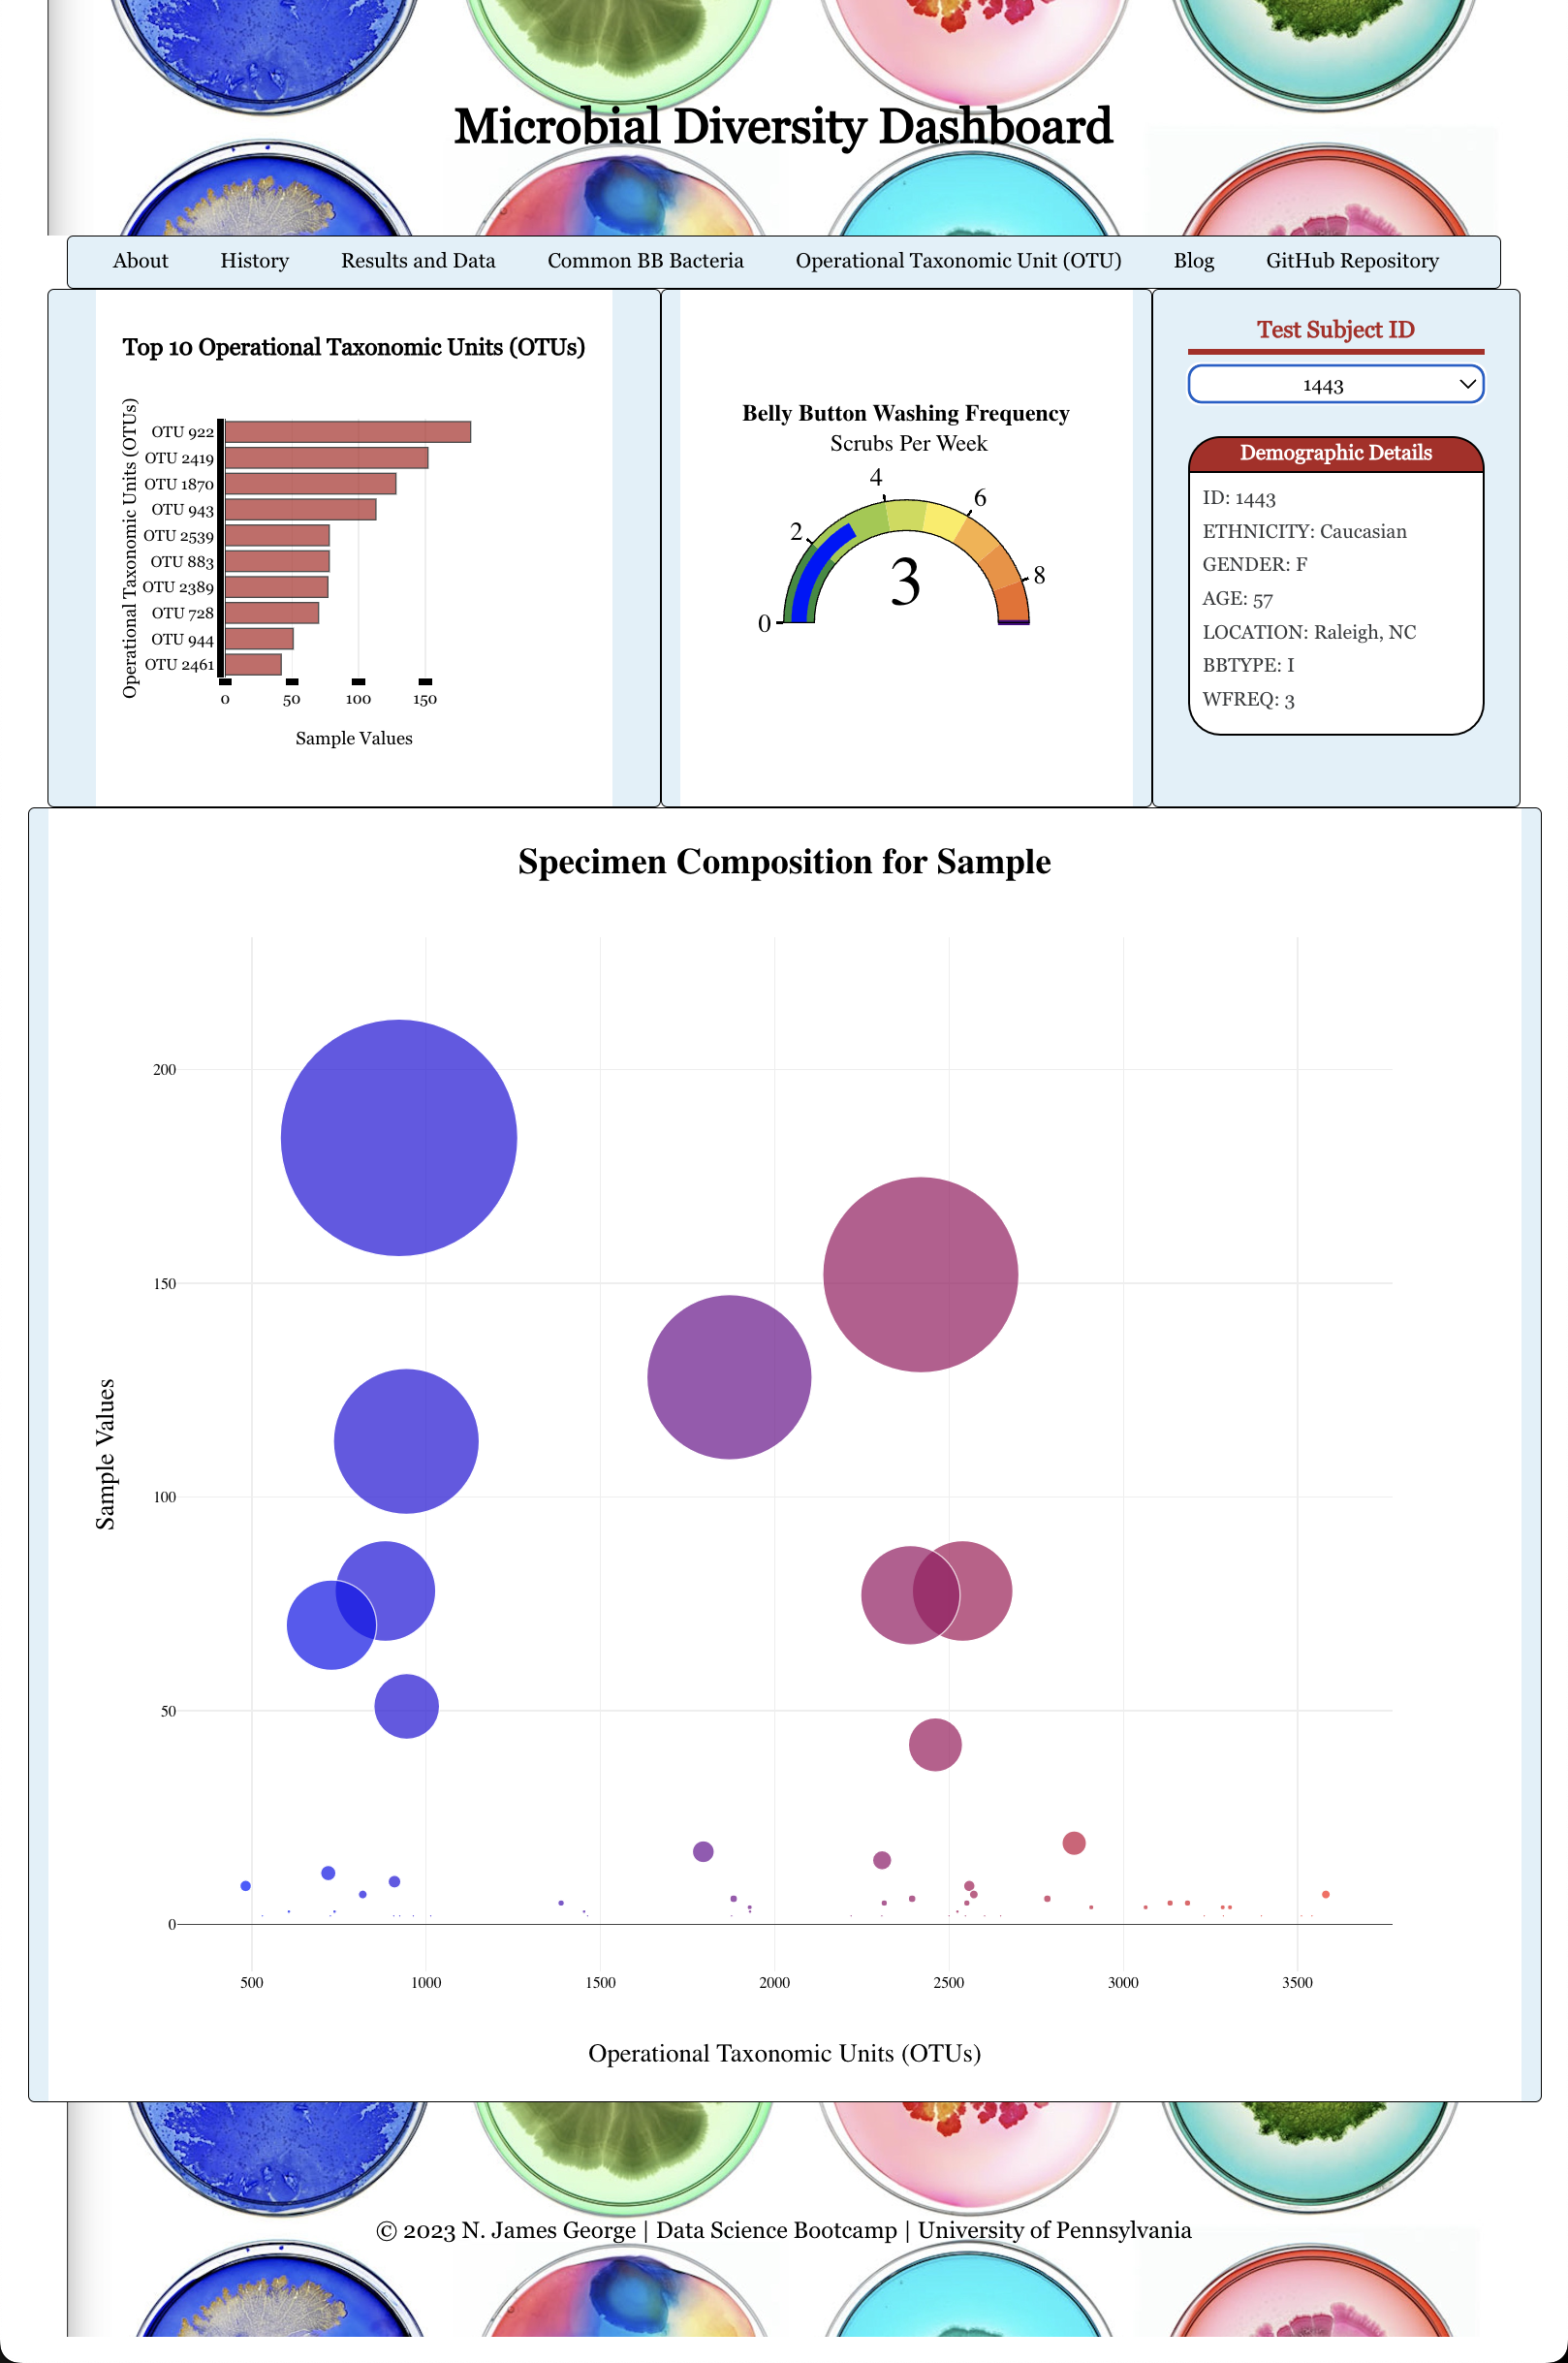 Microbial Diversity Dashboard
About History Results and Data Common BB Bacteria Operational Taxonomic Unit (OTU) Blog GitHub Repository
Top 10 Operational Taxonomic Units (OTUs)
Operational Taxonomic Units (OTUs)
OTU 922
OTU 2419
OTU 1870
OTU 943
OTU 2539
OTU 883
OTU 2389
OTU 728
OTU 944
OTU 2461
0 50 100 150
Sample Values
Belly Button Washing Frequency
Scrubs Per Week
0
2
4
6
8
3
Test Subject ID
1443
Demographic Details
ID: 1443
ETHNICITY: Caucasian
GENDER: F
AGE: 57
LOCATION: Raleigh, NC
BBTYPE: I
WFREQ: 3
Specimen Composition for Sample
Sample Values
200
150
100
50
0
500 1000 1500 2000 2500 3000 3500
Operational Taxonomic Units (OTUs)
© 2023 N. James George | Data Science Bootcamp | University of Pennsylvania